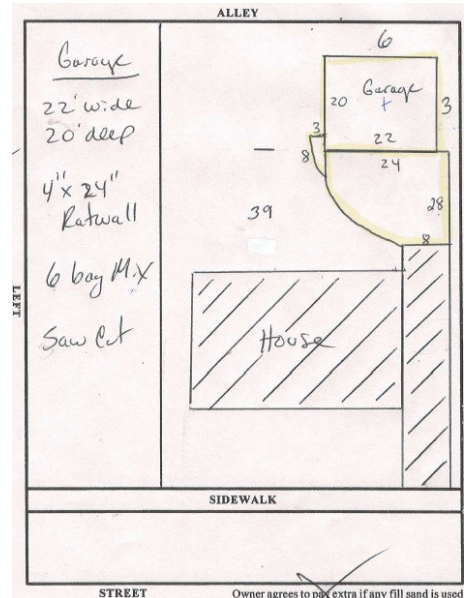 ALLEY
Garage
22' wide
20' deep
4" x 24"
Ratwall
6 bag Mix
Saw Cut
6
Garage
20
3
22
3
8
24
28
39
8
House
LEFT
SIDEWALK
STREET
Owner agrees to pay extra if any fill sand is used